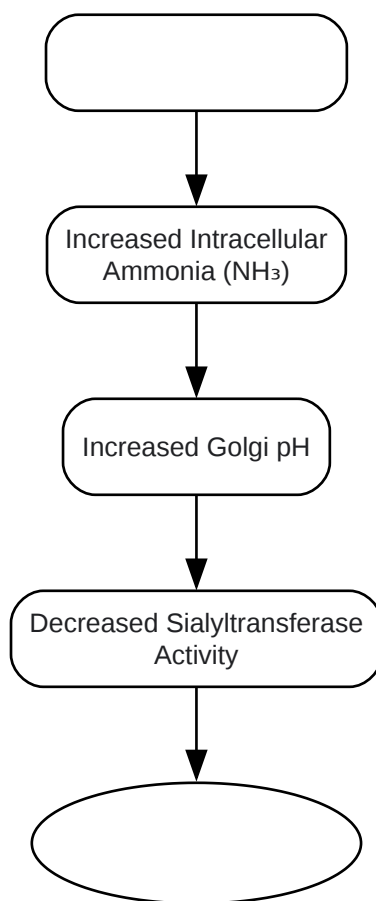 Increased Intracellular
Ammonia (NH₃)
Increased Golgi pH
Decreased Sialyltransferase
Activity